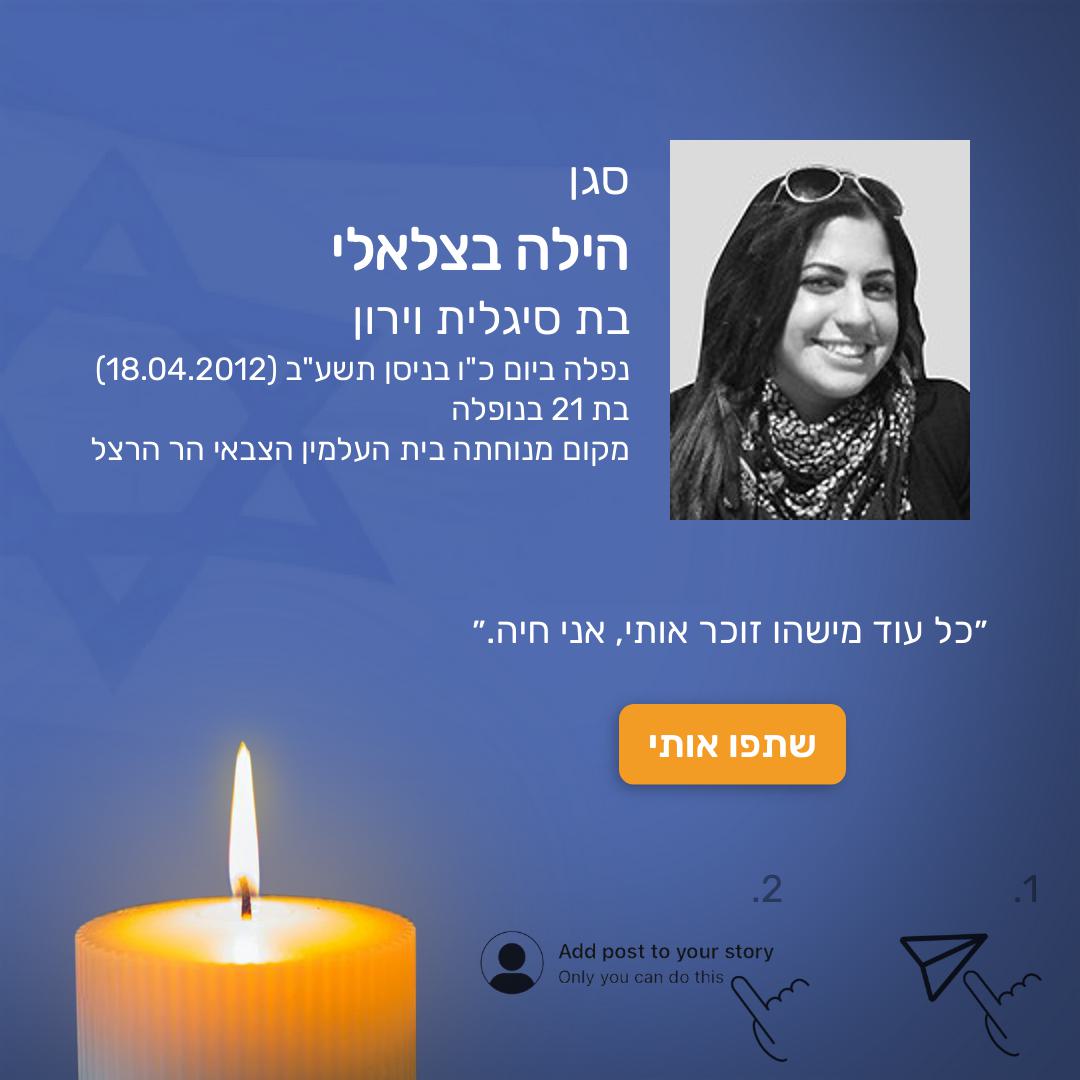 סגן
הילה בצלאלי
בת סיגלית וירון
נפלה ביום כ"ו בניסן תשע"ב (18.04.2012)
בת 21 בנופלה
מקום מנוחתה בית העלמין הצבאי הר הרצל
״כל עוד מישהו זוכר אותי, אני חיה.״
שתפו אותי
.1
.2
Add post to your story
Only you can do this